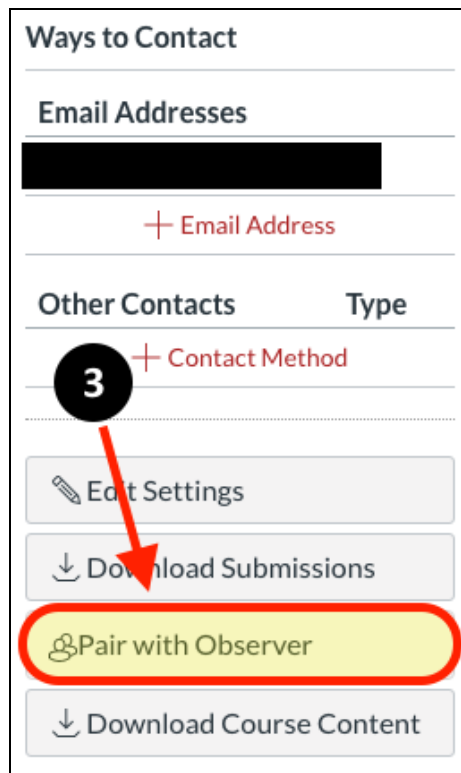 Ways to Contact
Email Addresses
+ Email Address
Other Contacts Type
+ Contact Method
3
Edit Settings
Download Submissions
Pair with Observer
Download Course Content